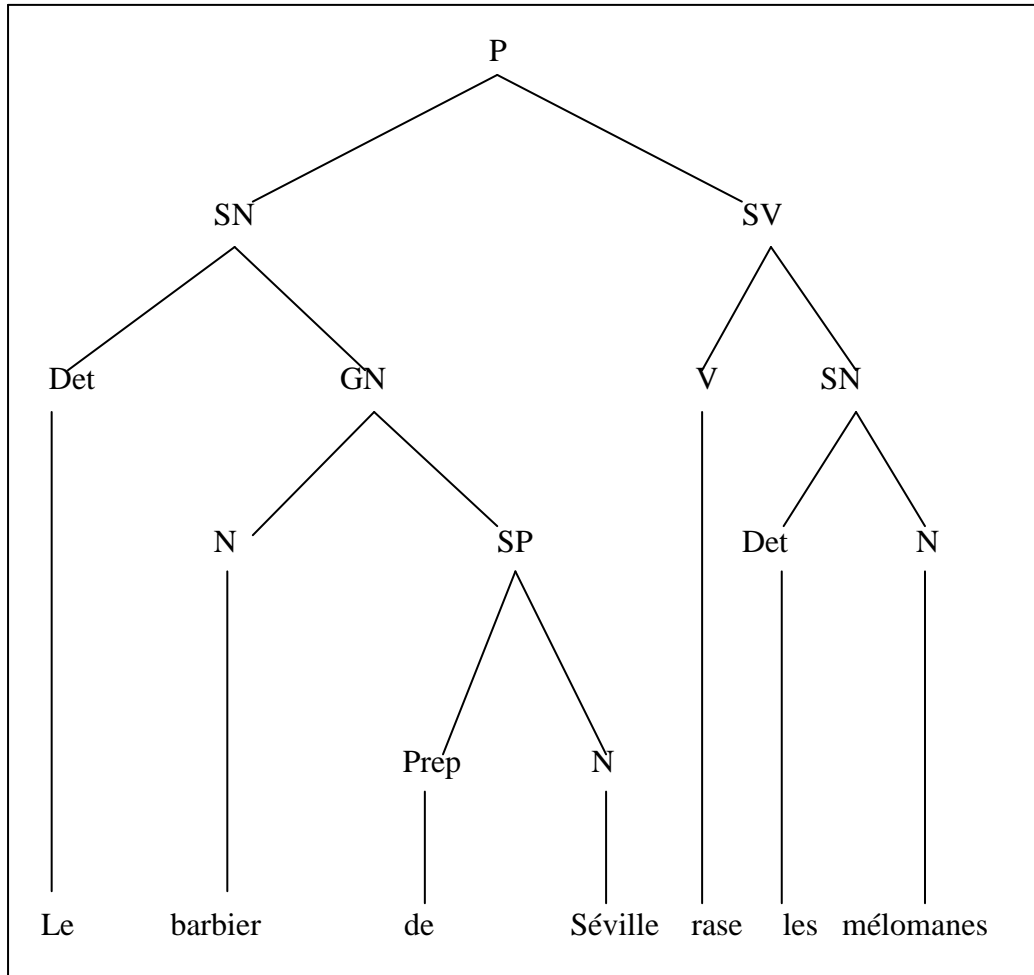 P
SN SV
Det GN V SN
N SP Det N
Prep N
Le barbier de Séville rase les mélomanes